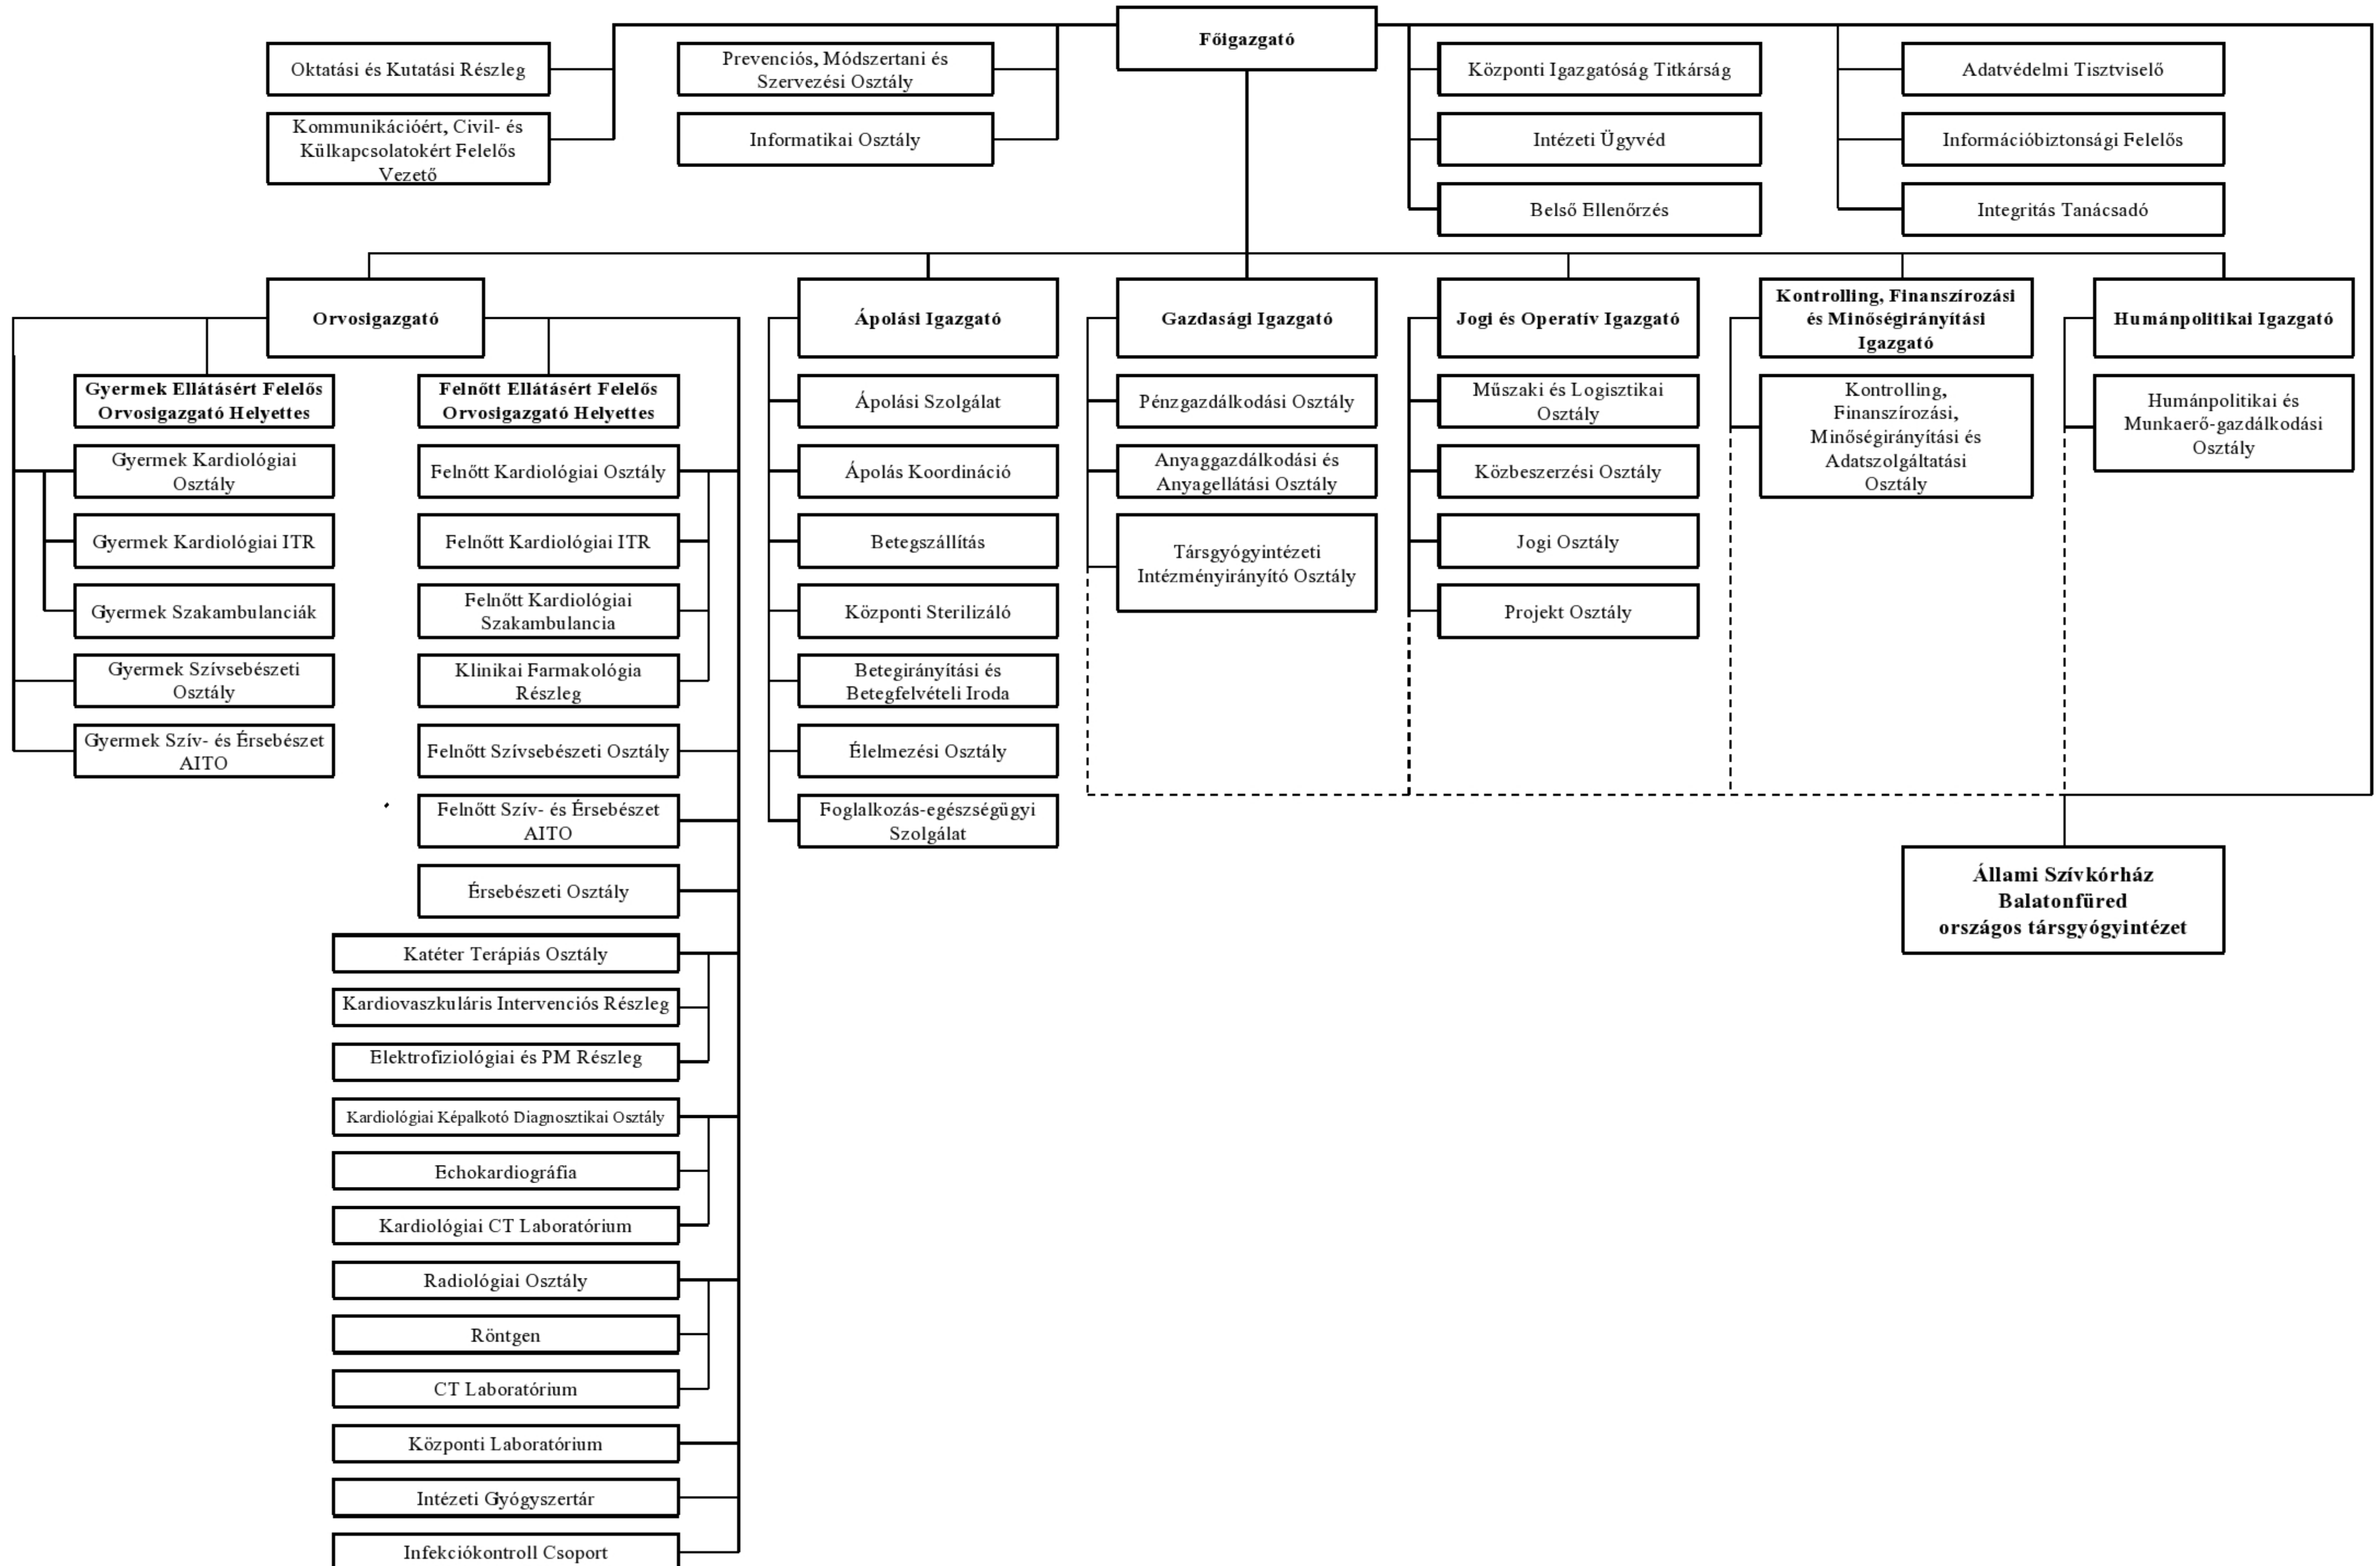 Főigazgató
Oktatási és Kutatási Részleg
Kommunikációért, Civil- és
Külkapcsolatokért Felelős
Vezető
Prevenciós, Módszertani és
Szervezési Osztály
Informatikai Osztály
Központi Igazgatóság Titkárság
Intézeti Ügyvéd
Belső Ellenőrzés
Adatvédelmi Tisztviselő
Információbiztonsági Felelős
Integritás Tanácsadó
Orvosigazgató
Gyermek Ellátásért Felelős
Orvosigazgató Helyettes
Gyermek Kardiológiai
Osztály
Gyermek Kardiológiai ITR
Gyermek Szakambulanciák
Gyermek Szívsebészeti
Osztály
Gyermek Szív- és Érsebészet
AITO
Felnőtt Ellátásért Felelős
Orvosigazgató Helyettes
Felnőtt Kardiológiai Osztály
Felnőtt Kardiológiai ITR
Felnőtt Kardiológiai
Szakambulancia
Klinikai Farmakológia
Részleg
Felnőtt Szívsebészeti Osztály
Felnőtt Szív- és Érsebészet
AITO
Érsebészeti Osztály
Katéter Terápiás Osztály
Kardiovaszkuláris Intervenciós Részleg
Elektrofiziológiai és PM Részleg
Kardiológiai Képalkotó Diagnosztikai Osztály
Echokardiográfia
Kardiológiai CT Laboratórium
Radiológiai Osztály
Röntgen
CT Laboratórium
Központi Laboratórium
Intézeti Gyógyszertár
Infekciókontroll Csoport
Ápolási Igazgató
Ápolási Szolgálat
Ápolás Koordináció
Betegszállítás
Központi Sterilizáló
Betegirányítási és
Betegfelvételi Iroda
Élelmezési Osztály
Foglalkozás-egészségügyi
Szolgálat
Gazdasági Igazgató
Pénzgazdálkodási Osztály
Anyaggazdálkodási és
Anyagellátási Osztály
Társgyógyintézeti
Intézményirányító Osztály
Jogi és Operatív Igazgató
Műszaki és Logisztikai
Osztály
Közbeszerzési Osztály
Jogi Osztály
Projekt Osztály
Kontrolling, Finanszírozási
és Minőségirányítási
Igazgató
Kontrolling,
Finanszírozási,
Minőségirányítási és
Adatszolgáltatási
Osztály
Humánpolitikai Igazgató
Humánpolitikai és
Munkaerő-gazdálkodási
Osztály
Állami Szívkórház
Balatonfüred
országos társgyógyintézet